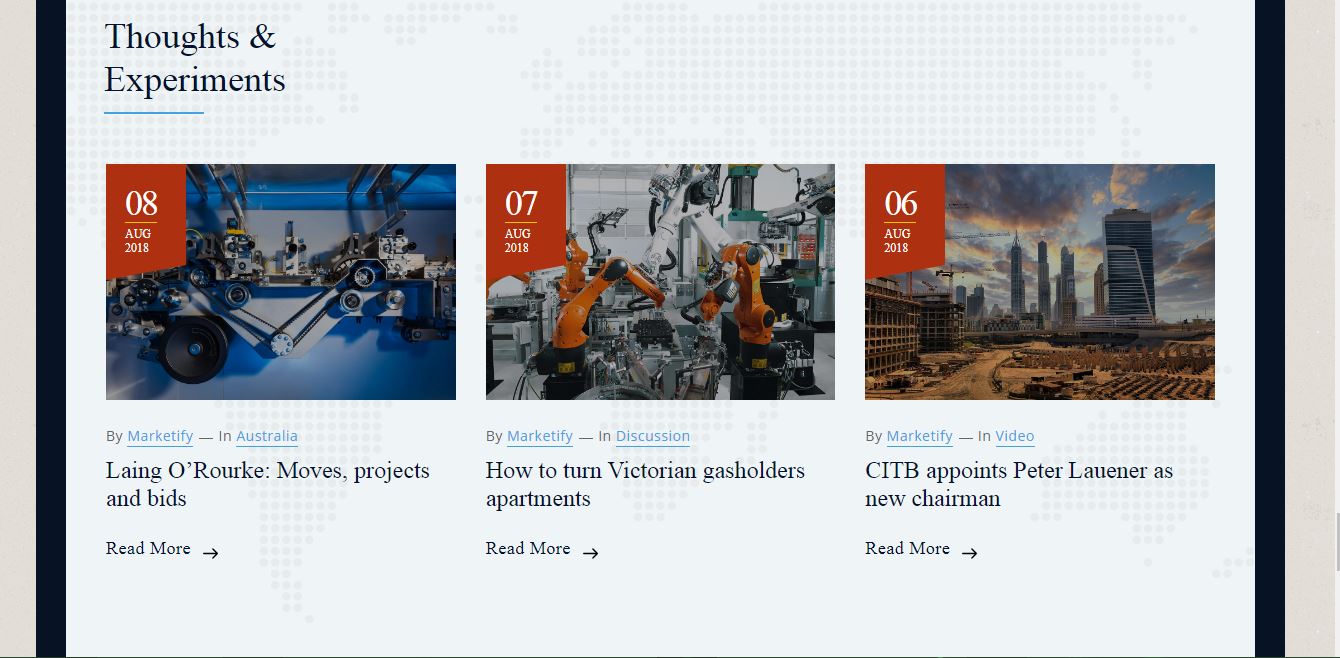 Thoughts &
Experiments
08
AUG
2018
By Marketify — In Australia
Laing O’Rourke: Moves, projects
and bids
Read More →
07
AUG
2018
By Marketify — In Discussion
How to turn Victorian gasholders
apartments
Read More →
06
AUG
2018
By Marketify — In Video
CITB appoints Peter Lauener as
new chairman
Read More →